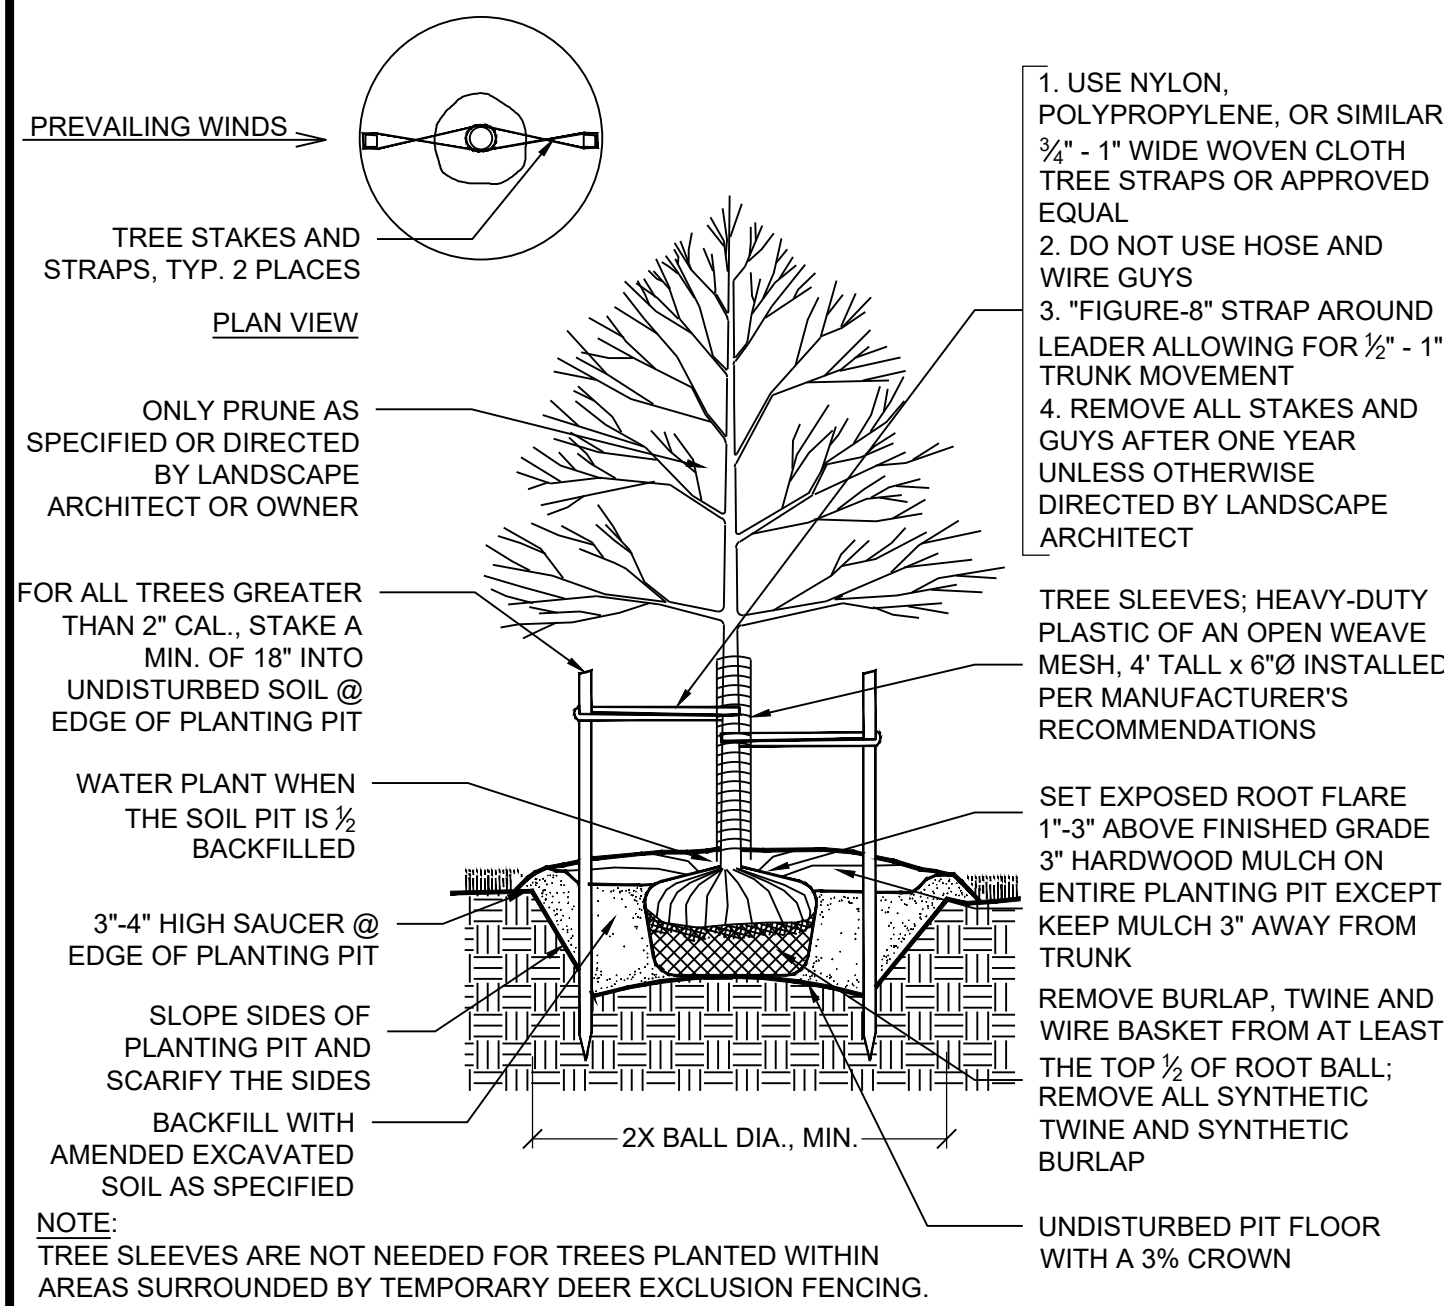 PREVAILING WINDS
TREE STAKES AND
STRAPS, TYP. 2 PLACES
PLAN VIEW
ONLY PRUNE AS
SPECIFIED OR DIRECTED
BY LANDSCAPE
ARCHITECT OR OWNER
FOR ALL TREES GREATER
THAN 2" CAL., STAKE A
MIN. OF 18" INTO
UNDISTURBED SOIL @
EDGE OF PLANTING PIT
WATER PLANT WHEN
THE SOIL PIT IS ½
BACKFILLED
3"-4" HIGH SAUCER @
EDGE OF PLANTING PIT
SLOPE SIDES OF
PLANTING PIT AND
SCARIFY THE SIDES
BACKFILL WITH
AMENDED EXCAVATED
SOIL AS SPECIFIED
2X BALL DIA., MIN.
1. USE NYLON,
POLYPROPYLENE, OR SIMILAR
¾" - 1" WIDE WOVEN CLOTH
TREE STRAPS OR APPROVED
EQUAL
2. DO NOT USE HOSE AND
WIRE GUYS
3. "FIGURE-8" STRAP AROUND
LEADER ALLOWING FOR ½" - 1"
TRUNK MOVEMENT
4. REMOVE ALL STAKES AND
GUYS AFTER ONE YEAR
UNLESS OTHERWISE
DIRECTED BY LANDSCAPE
ARCHITECT
TREE SLEEVES; HEAVY-DUTY
PLASTIC OF AN OPEN WEAVE
MESH, 4' TALL x 6"Ø INSTALLED
PER MANUFACTURER'S
RECOMMENDATIONS
SET EXPOSED ROOT FLARE
1"-3" ABOVE FINISHED GRADE
3" HARDWOOD MULCH ON
ENTIRE PLANTING PIT EXCEPT
KEEP MULCH 3" AWAY FROM
TRUNK
REMOVE BURLAP, TWINE AND
WIRE BASKET FROM AT LEAST
THE TOP ½ OF ROOT BALL;
REMOVE ALL SYNTHETIC
TWINE AND SYNTHETIC
BURLAP
UNDISTURBED PIT FLOOR
WITH A 3% CROWN
NOTE:
TREE SLEEVES ARE NOT NEEDED FOR TREES PLANTED WITHIN
AREAS SURROUNDED BY TEMPORARY DEER EXCLUSION FENCING.